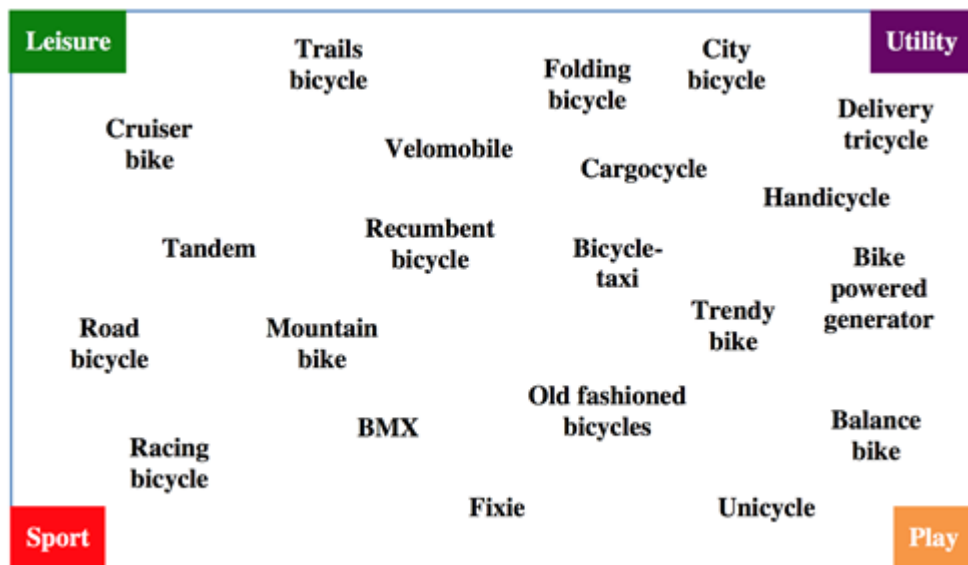 Leisure
Utility
Trails
bicycle
City
bicycle
Folding
bicycle
Delivery
tricycle
Cruiser
bike
Velomobile
Cargocycle
Handicycle
Tandem
Recumbent
bicycle
Bicycle-
taxi
Bike
powered
generator
Trendy
bike
Road
bicycle
Mountain
bike
Old fashioned
bicycles
BMX
Balance
bike
Racing
bicycle
Fixie
Unicycle
Sport
Play